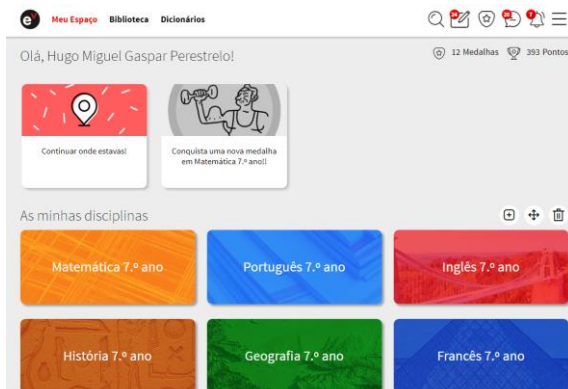 ev Meu Espaço Biblioteca Dicionários
Olá, Hugo Miguel Gaspar Perestrelo!
12 Medalhas 393 Pontos
Continuar onde estavas!
Conquista uma nova medalha
em Matemática 7.º ano!!
As minhas disciplinas
Matemática 7.º ano
Português 7.º ano
Inglês 7.º ano
História 7.º ano
Geografia 7.º ano
Francês 7.º ano